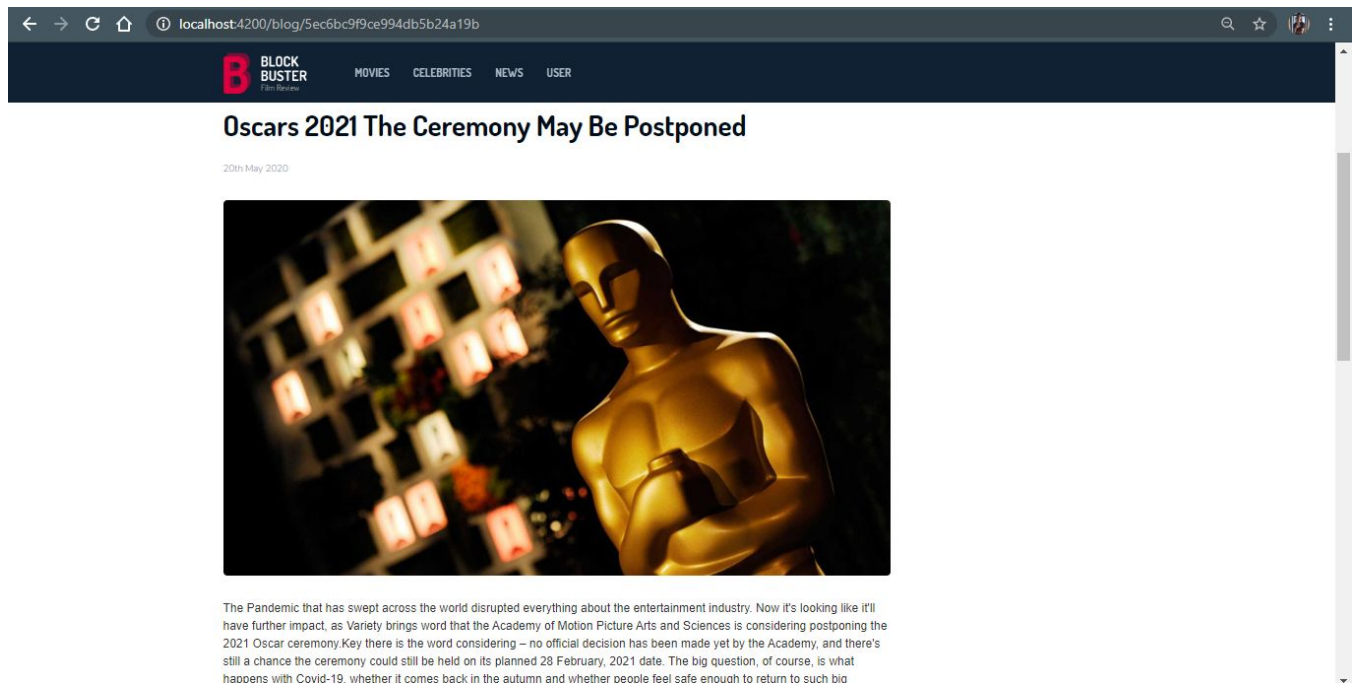 localhost:4200/blog/5ec6bc9f9ce994db5b24a19b
BLOCK
BUSTER
Film Review
MOVIES CELEBRITIES NEWS USER
Oscars 2021 The Ceremony May Be Postponed
20th May 2020
The Pandemic that has swept across the world disrupted everything about the entertainment industry. Now it's looking like it'll
have further impact, as Variety brings word that the Academy of Motion Picture Arts and Sciences is considering postponing the
2021 Oscar ceremony.Key there is the word considering – no official decision has been made yet by the Academy, and there's
still a chance the ceremony could still be held on its planned 28 February, 2021 date. The big question, of course, is what
happens with Covid-19, whether it comes back in the autumn and whether people feel safe enough to return to such big